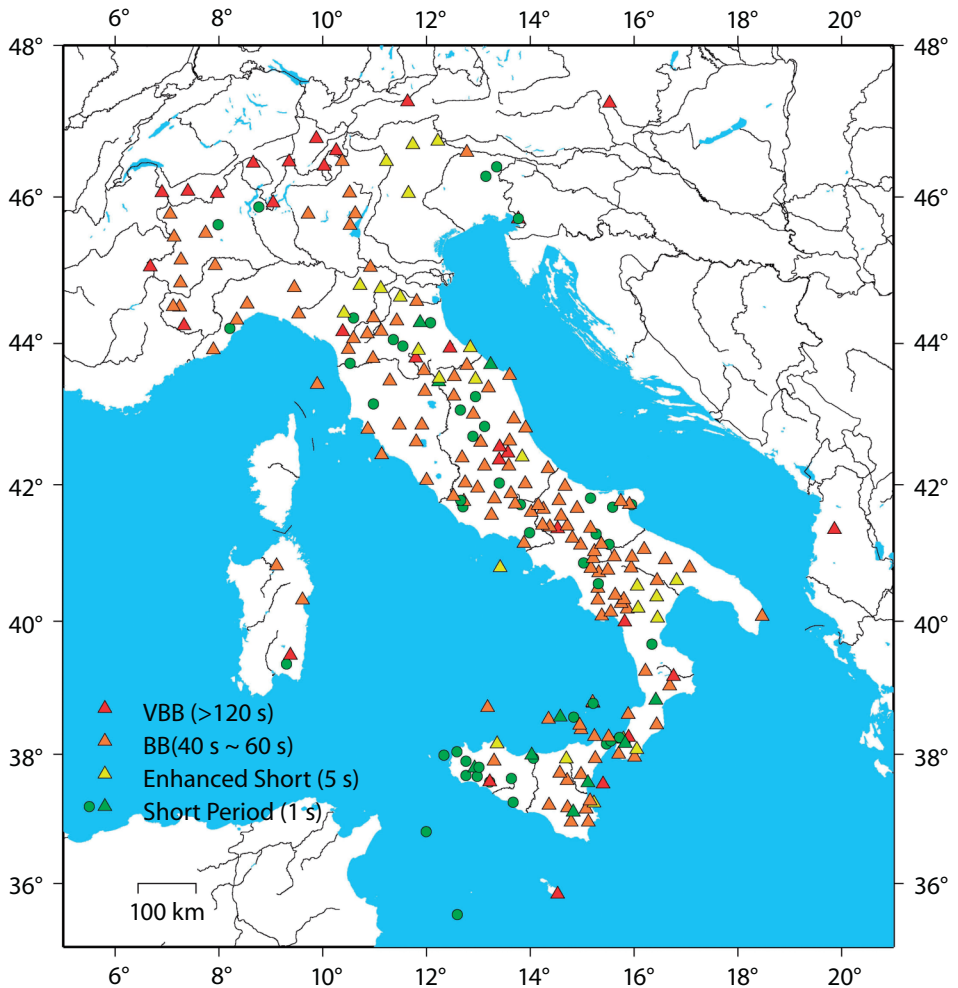 6° 8° 10° 12° 14° 16° 18° 20°
48° 48°
46° 46°
44° 44°
42° 42°
40° 40°
VBB (>120 s)
BB(40 s ~ 60 s)
38° 38°
Enhanced Short (5 s)
Short Period (1 s)
36° 36°
100 km
6° 8° 10° 12° 14° 16° 18° 20°